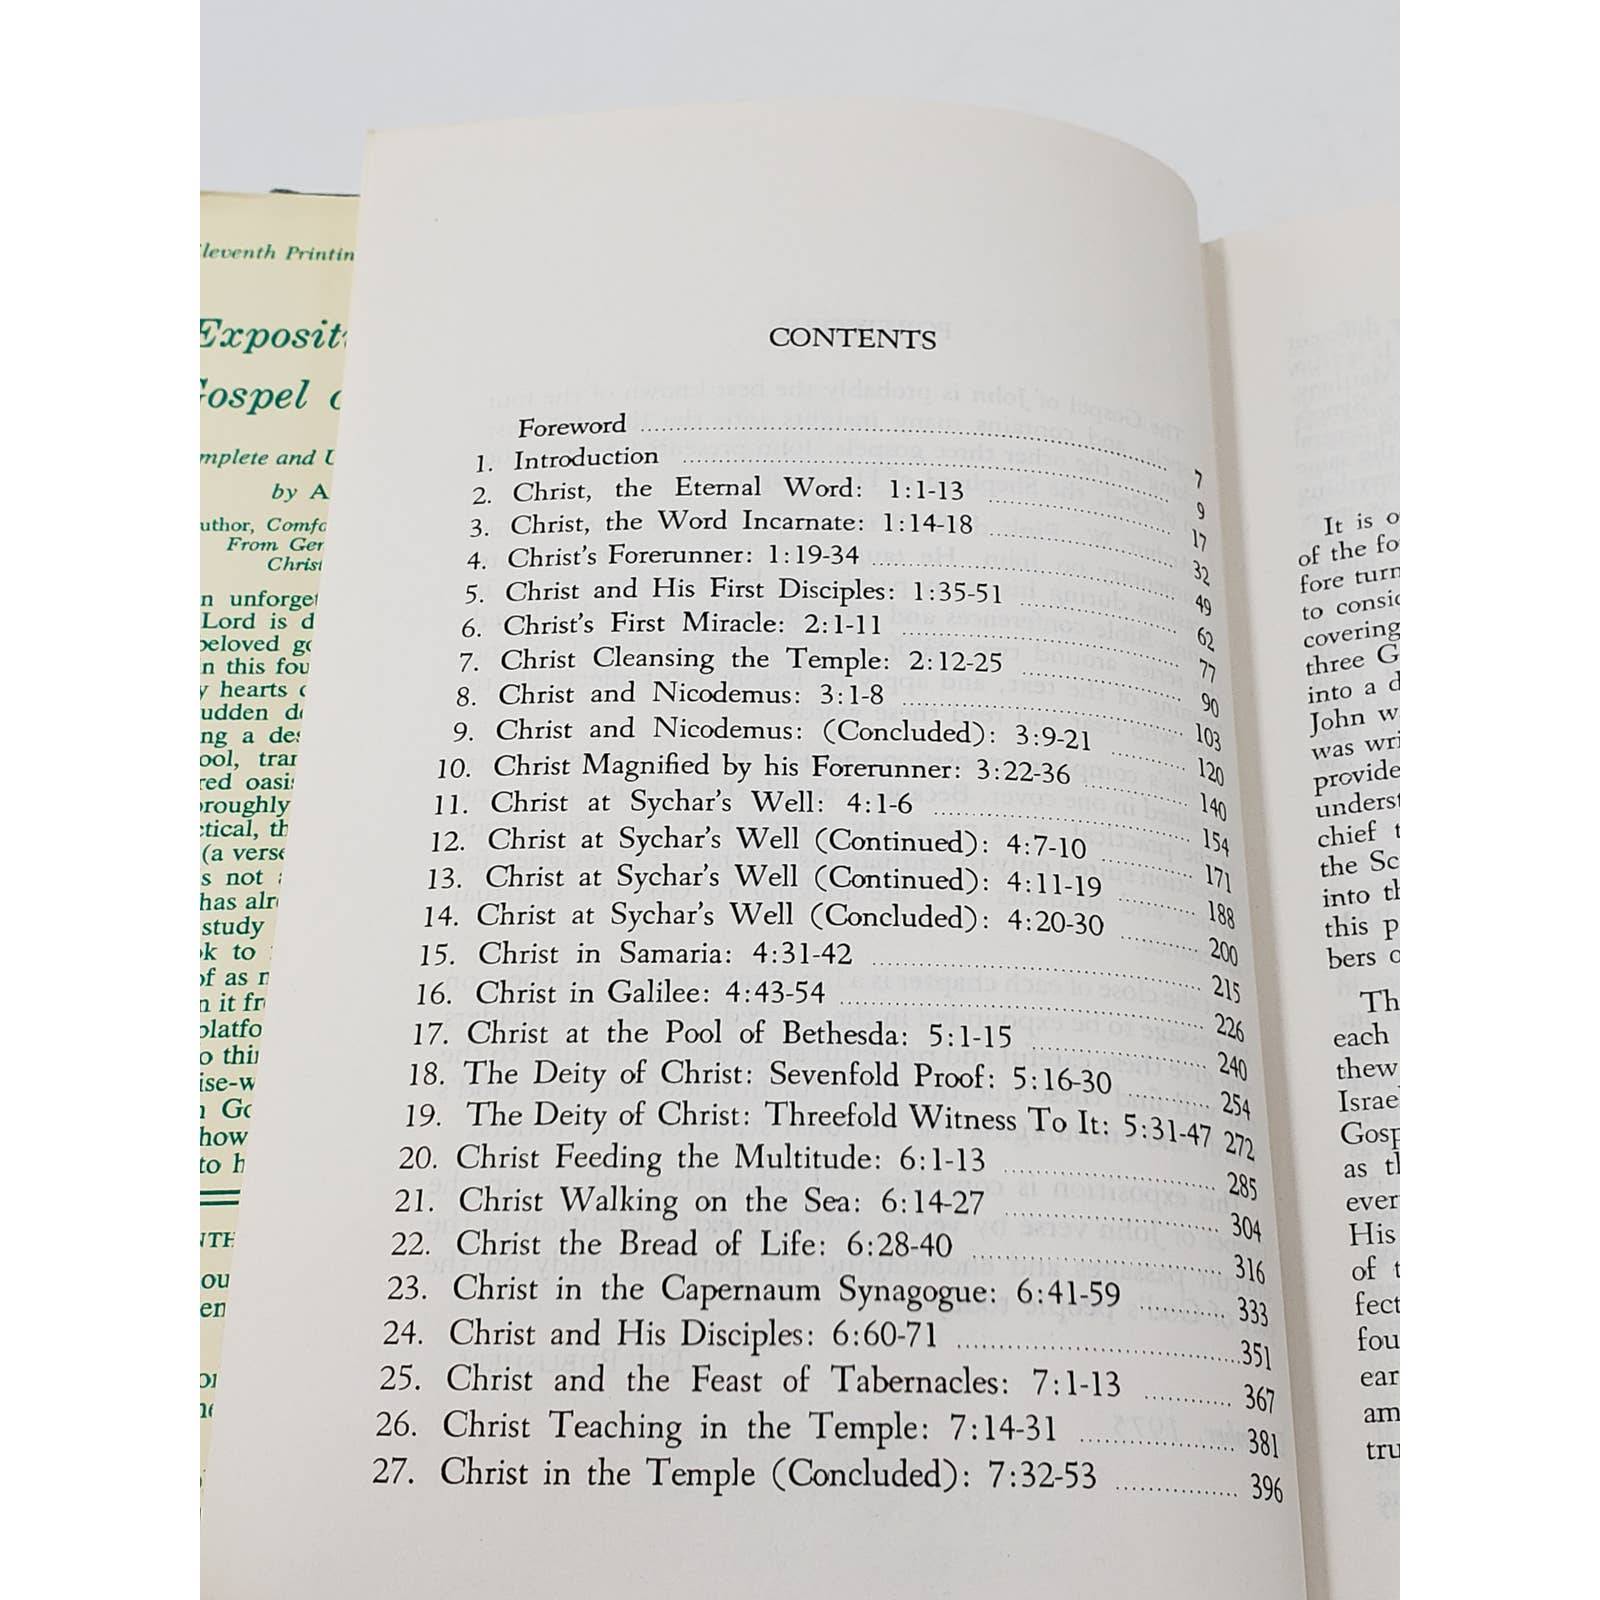 leventh Printin
Exposit
ospel
mplete and
by A
uthor, Comfo
From Ger
Christ
n unforget
Lord is d
beloved go
n this fou
y hearts
udden de
ng a des
ool, tran
red oasis
oroughly
ctical, th
(a verse
s not
has alr
study
ok to
of as
n it fr
platfo
o thin
ise-w
Go
how
to h
NTH
ou
en
CONTENTS
Foreword ........ 7
1. Introduction ........ 9
2. Christ, the Eternal Word: 1:1-13 ........ 17
3. Christ, the Word Incarnate: 1:14-18 ........ 32
4. Christ's Forerunner: 1:19-34 ........ 49
5. Christ and His First Disciples: 1:35-51 ........ 62
6. Christ's First Miracle: 2:1-11 ........ 77
7. Christ Cleansing the Temple: 2:12-25 ........ 90
8. Christ and Nicodemus: 3:1-8 ........ 103
9. Christ and Nicodemus: (Concluded): 3:9-21 ........ 120
10. Christ Magnified by his Forerunner: 3:22-36 ........ 140
11. Christ at Sychar's Well: 4:1-6 ........ 154
12. Christ at Sychar's Well (Continued): 4:7-10 ........ 171
13. Christ at Sychar's Well (Continued): 4:11-19 ........ 188
14. Christ at Sychar's Well (Concluded): 4:20-30 ........ 200
15. Christ in Samaria: 4:31-42 ........ 215
16. Christ in Galilee: 4:43-54 ........ 226
17. Christ at the Pool of Bethesda: 5:1-15 ........ 240
18. The Deity of Christ: Sevenfold Proof: 5:16-30 ........ 254
19. The Deity of Christ: Threefold Witness To It: 5:31-47 272
20. Christ Feeding the Multitude: 6:1-13 ........ 285
21. Christ Walking on the Sea: 6:14-27 ........ 304
22. Christ the Bread of Life: 6:28-40 ........ 316
23. Christ in the Capernaum Synagogue: 6:41-59 ........ 333
24. Christ and His Disciples: 6:60-71 ........ 351
25. Christ and the Feast of Tabernacles: 7:1-13 ........ 367
26. Christ Teaching in the Temple: 7:14-31 ........ 381
27. Christ in the Temple (Concluded): 7:32-53 ........ 396
It is o
of the fo
fore turn
to consid
covering
three G
into a d
John w
was wri
provide
underst
chief t
the Sc
into th
this p
bers o
Th
each
thew
Israe
Gosp
as th
ever
His
of t
fect
fou
ear
am
tru